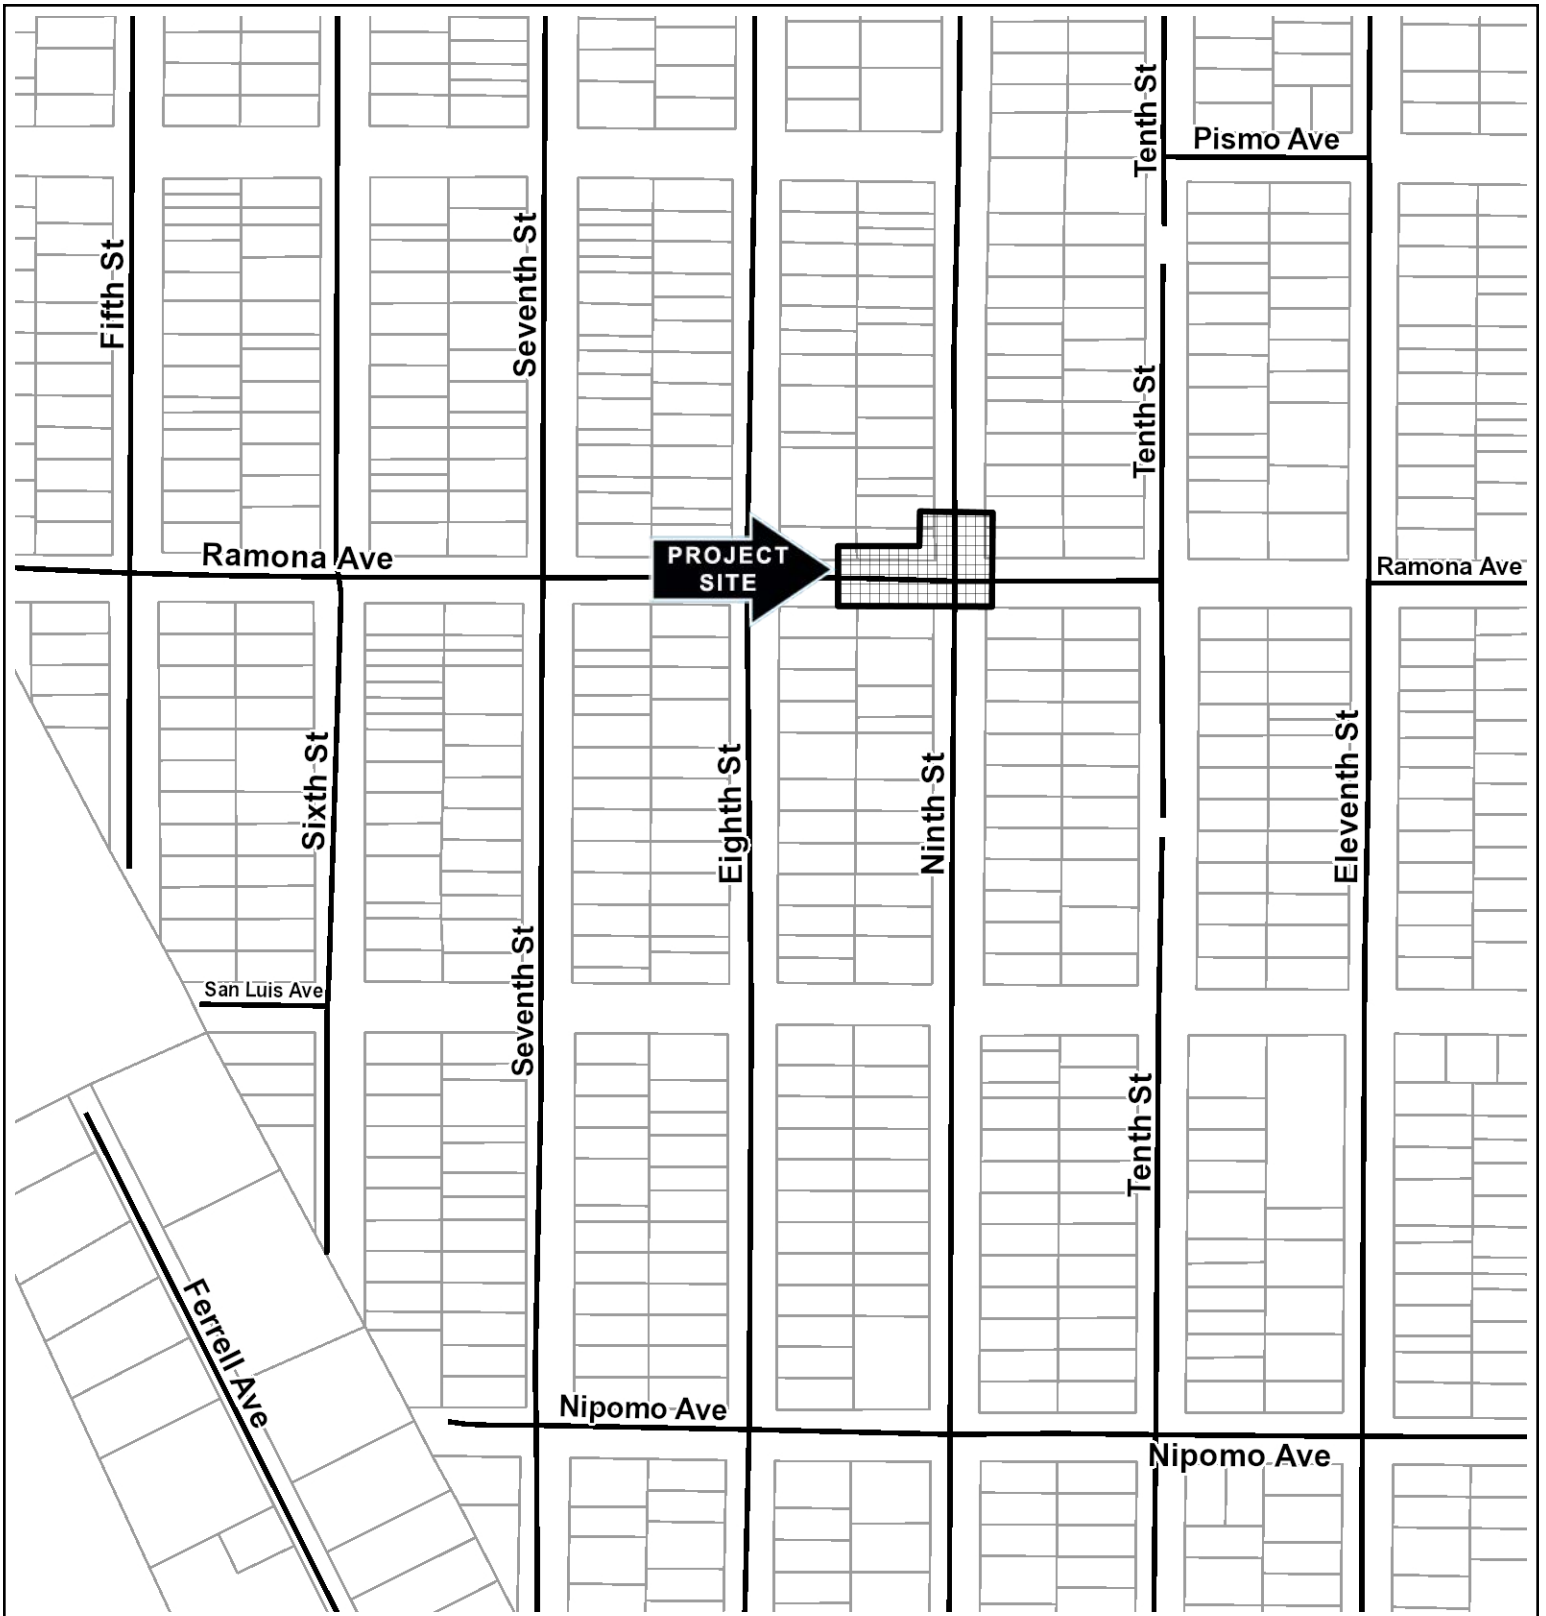 Tenth St
Pismo Ave
Fifth St
Seventh St
Tenth St
Ramona Ave
PROJECT
SITE
Ramona Ave
Sixth St
Eighth St
Ninth St
Eleventh St
San Luis Ave
Seventh St
Tenth St
Ferrell Ave
Nipomo Ave
Nipomo Ave